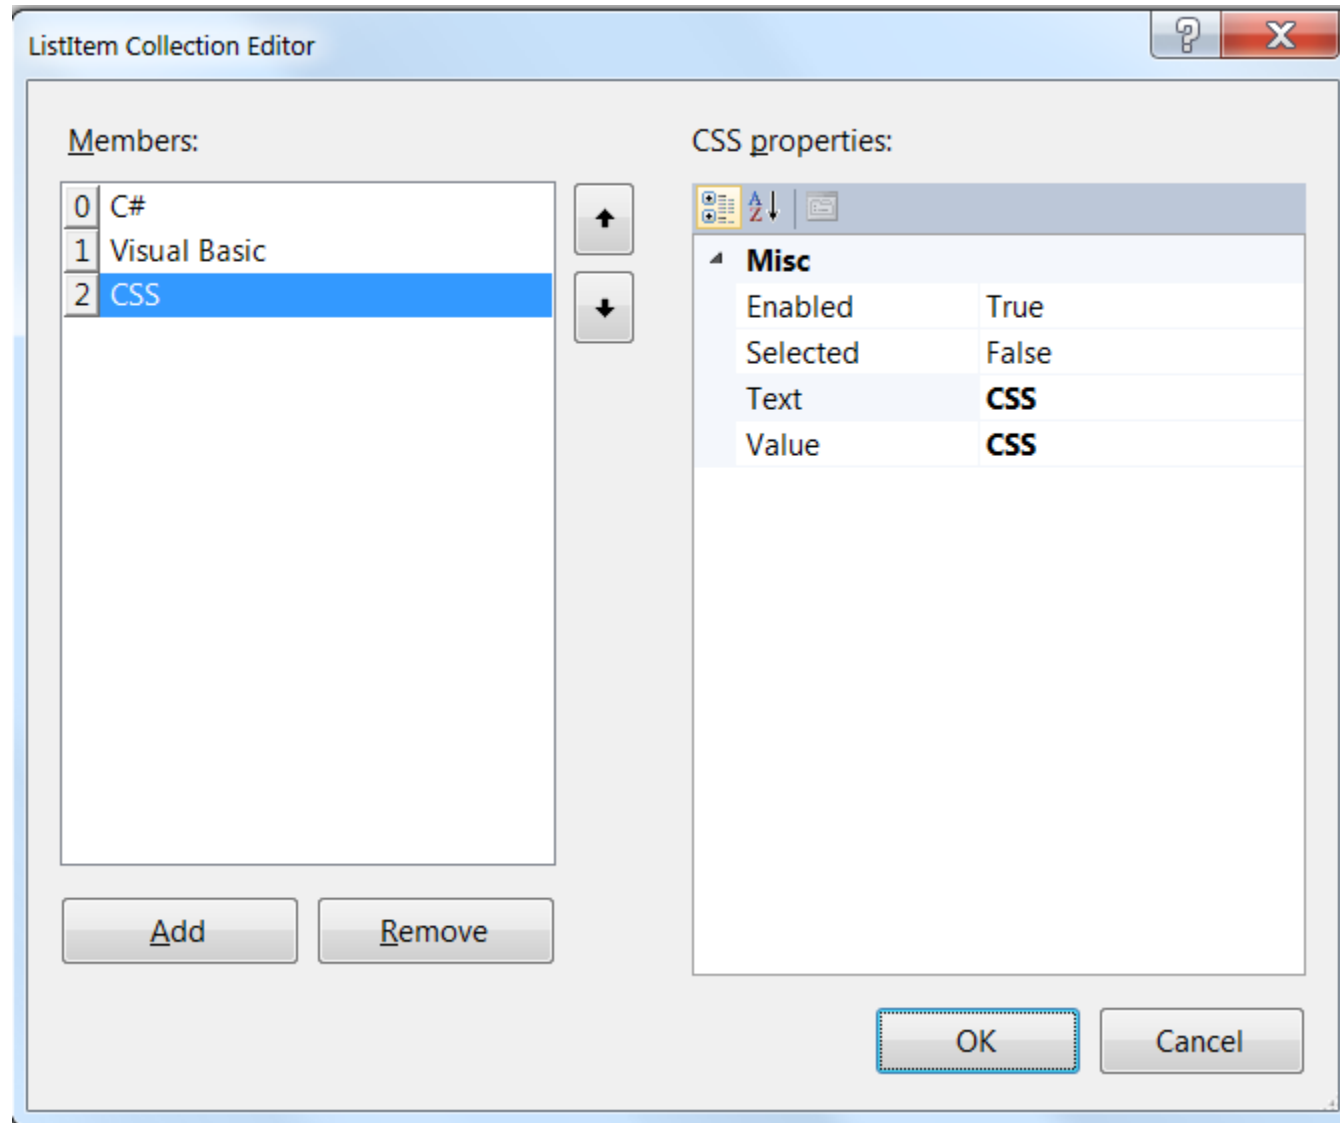 ListItem Collection Editor
Members:
CSS properties:
0 C#
1 Visual Basic
2 CSS
Misc
Enabled True
Selected False
Text CSS
Value CSS
Add Remove
OK Cancel